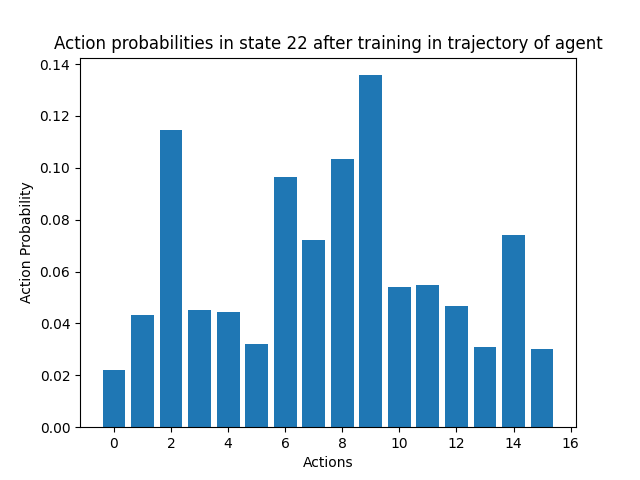 Action probabilities in state 22 after training in trajectory of agent
0.14
0.12
0.10
0.08
0.06
0.04
0.02
0.00
Action Probability
0 2 4 6 8 10 12 14 16
Actions